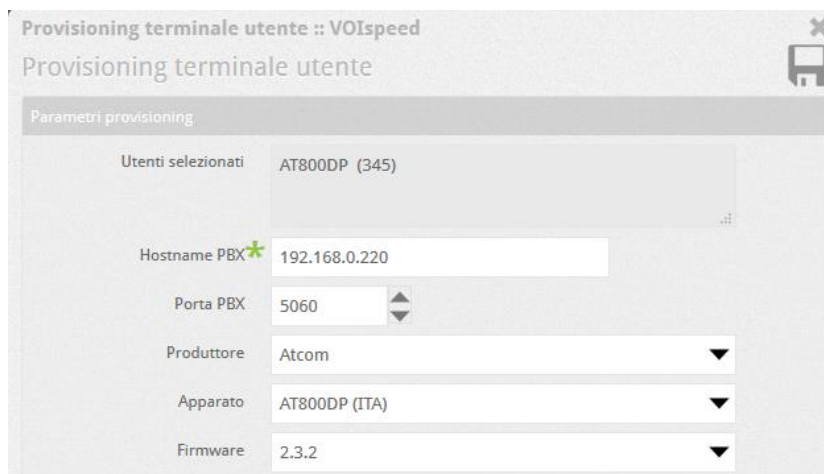 Provisioning terminale utente :: VOIspeed
Provisioning terminale utente
Parametri provisioning
Utenti selezionati AT800DP (345)
Hostname PBX* 192.168.0.220
Porta PBX 5060
Produttore Atcom
Apparato AT800DP (ITA)
Firmware 2.3.2